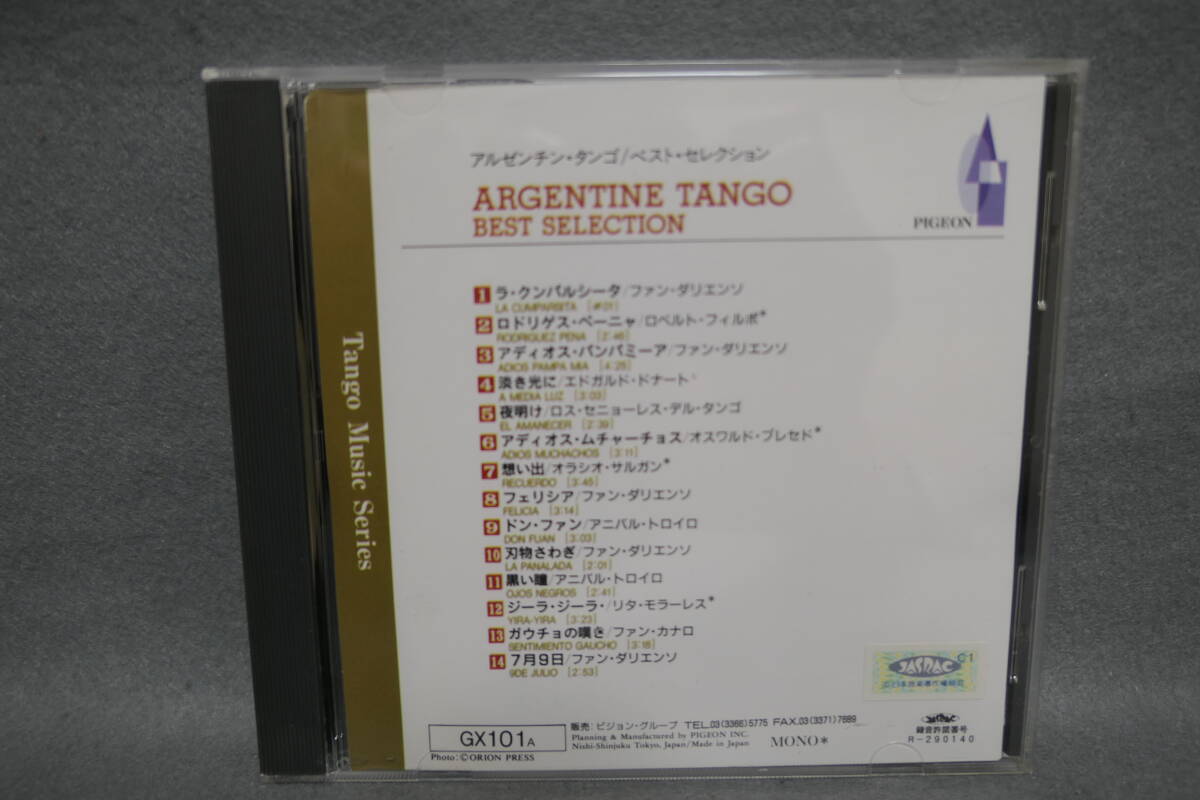 アルゼンチン・タンゴ/ベスト・セレクション
ARGENTINE TANGO
BEST SELECTION
PIGEON
Tango Music Series
1 ラ・クンパルシータ/ファン・ダリエンソ
LA CUMPARSITA [4:01]
2 ロドリゲス・ペーニャ/ロベルト・フィルポ*
RODRIGUEZ PENA [2:46]
3 アディオス・パンパミーア/ファン・ダリエンソ
ADIOS PAMPA MIA [4:25]
4 淡き光に/エドガルド・ドナート*
A MEDIA LUZ [3:03]
5 夜明け/ロス・セニョーレス・デル・タンゴ
EL AMANECER [2:39]
6 アディオス・ムチャーチョス/オスワルド・プレセド*
ADIOS MUCHACHOS [3:11]
7 想い出/オラシオ・サルガン*
RECUERDO [3:45]
8 フェリシア/ファン・ダリエンソ
FELICIA [3:14]
9 ドン・ファン/アニバル・トロイロ
DON FUAN [3:03]
10 刃物さわぎ/ファン・ダリエンソ
LA PANALADA [2:01]
11 黒い瞳/アニバル・トロイロ
OJOS NEGROS [2:41]
12 ジーラ・ジーラ・/リタ・モラーレス*
YIRA-YIRA [3:23]
13 ガウチョの嘆き/ファン・カナロ
SENTIMIENTO GAUCHO [3:18]
14 7月9日/ファン・ダリエンソ
9DE JULIO [2:53]
JASRAC C1
GX101A
Photo:©ORION PRESS
販売:ピジョン・グループ TEL.03(3366)5775 FAX.03(3371)7889
Planning & Manufactured by PIGEON INC.
Nishi-Shinjuku Tokyo, Japan/Made in Japan
MONO*
JASRAC
録音許諾番号
R-290140